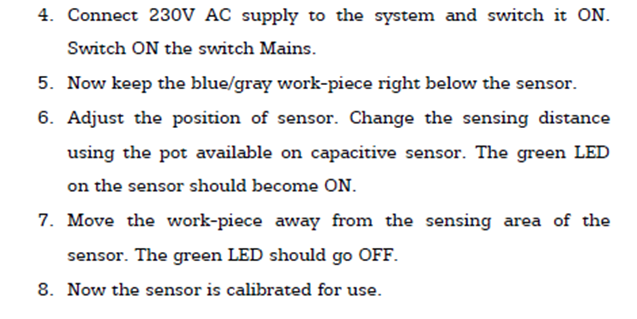 4. Connect 230V AC supply to the system and switch it ON.
Switch ON the switch Mains.
5. Now keep the blue/gray work-piece right below the sensor.
6. Adjust the position of sensor. Change the sensing distance
using the pot available on capacitive sensor. The green LED
on the sensor should become ON.
7. Move the work-piece away from the sensing area of the
sensor. The green LED should go OFF.
8. Now the sensor is calibrated for use.